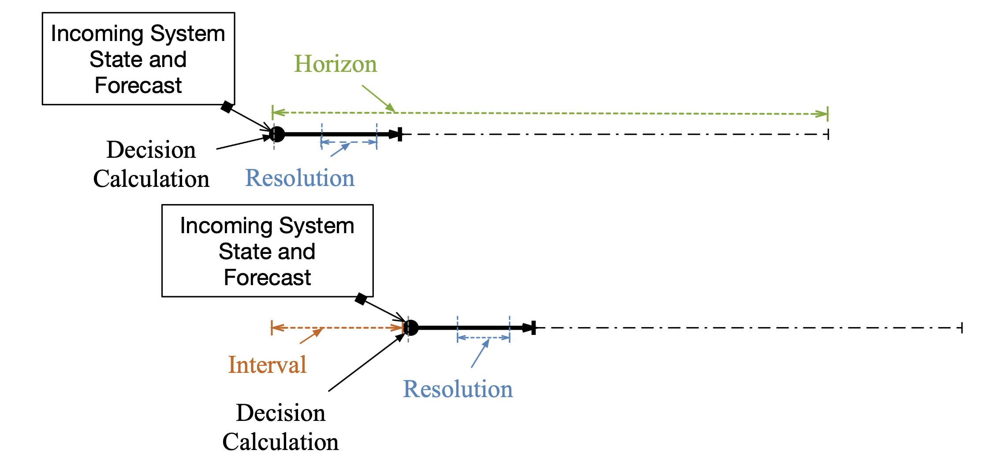 Incoming System
State and
Forecast
Horizon
Decision
Calculation
Resolution
Incoming System
State and
Forecast
Interval
Resolution
Decision
Calculation